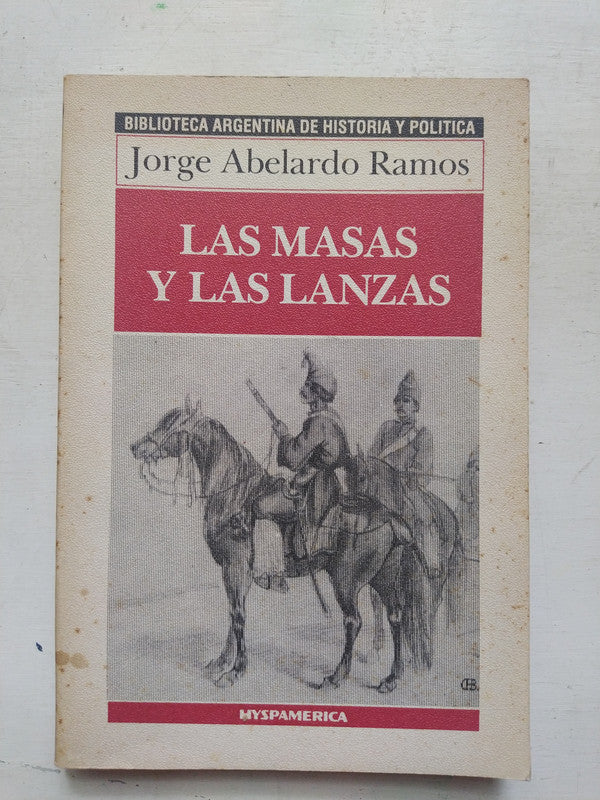 BIBLIOTECA ARGENTINA DE HISTORIA Y POLITICA
Jorge Abelardo Ramos
LAS MASAS
Y LAS LANZAS
HYSPAMERICA